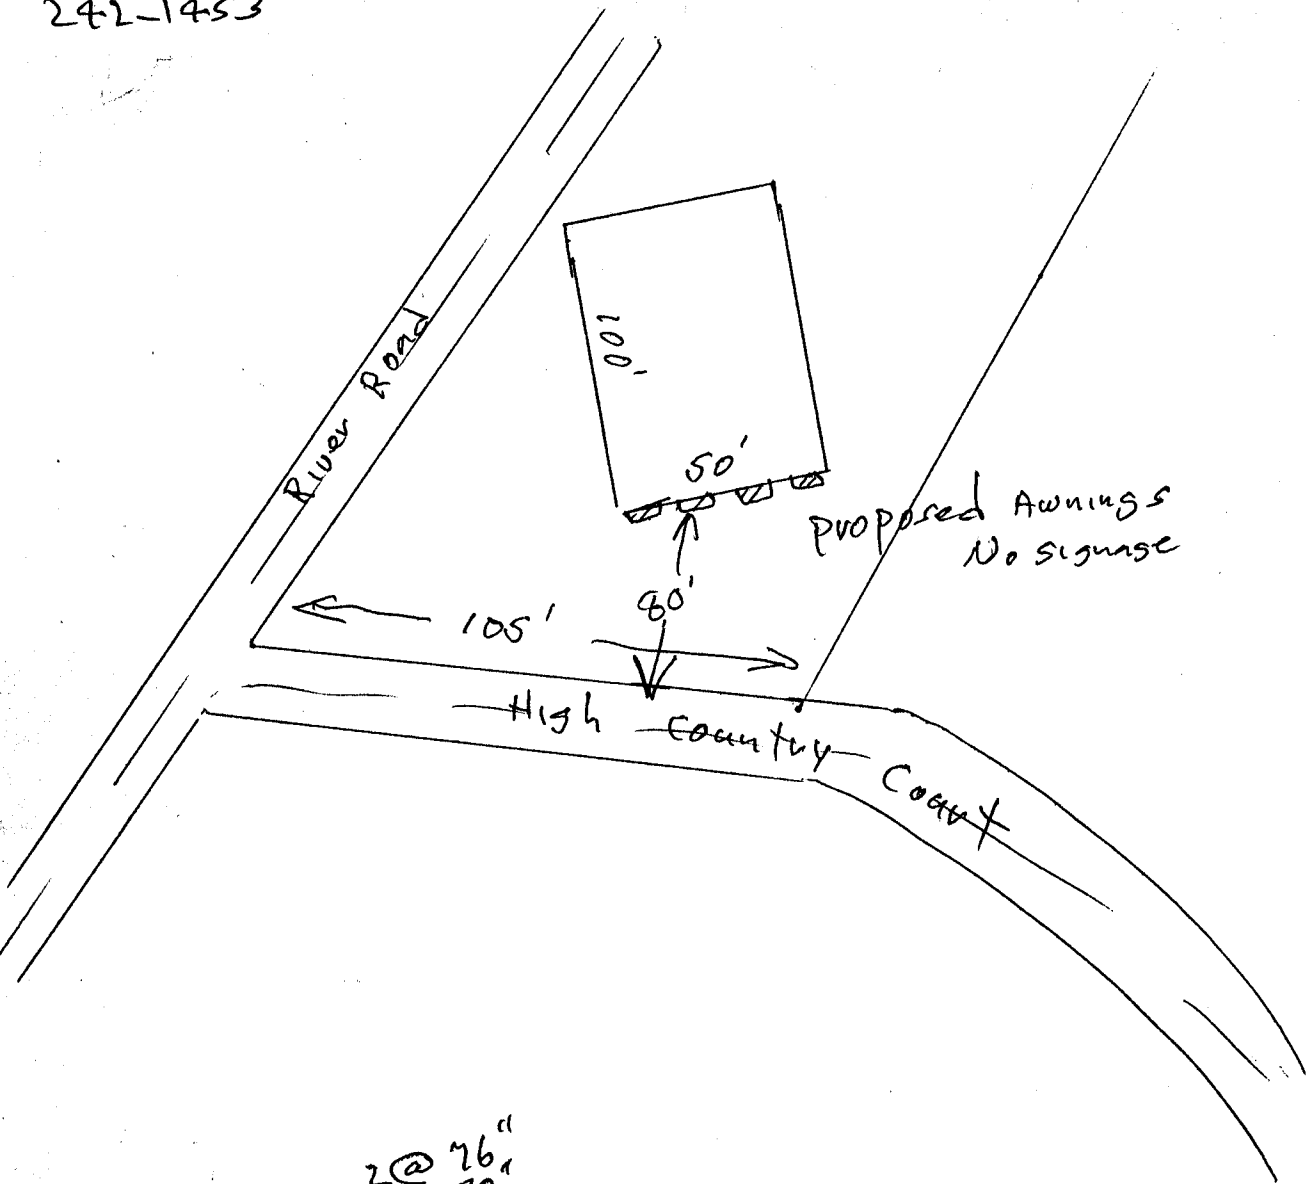 242-1453
River Road
100'
50'
Proposed Awnings
No signage
80'
105'
High Country Court
2@ 76"